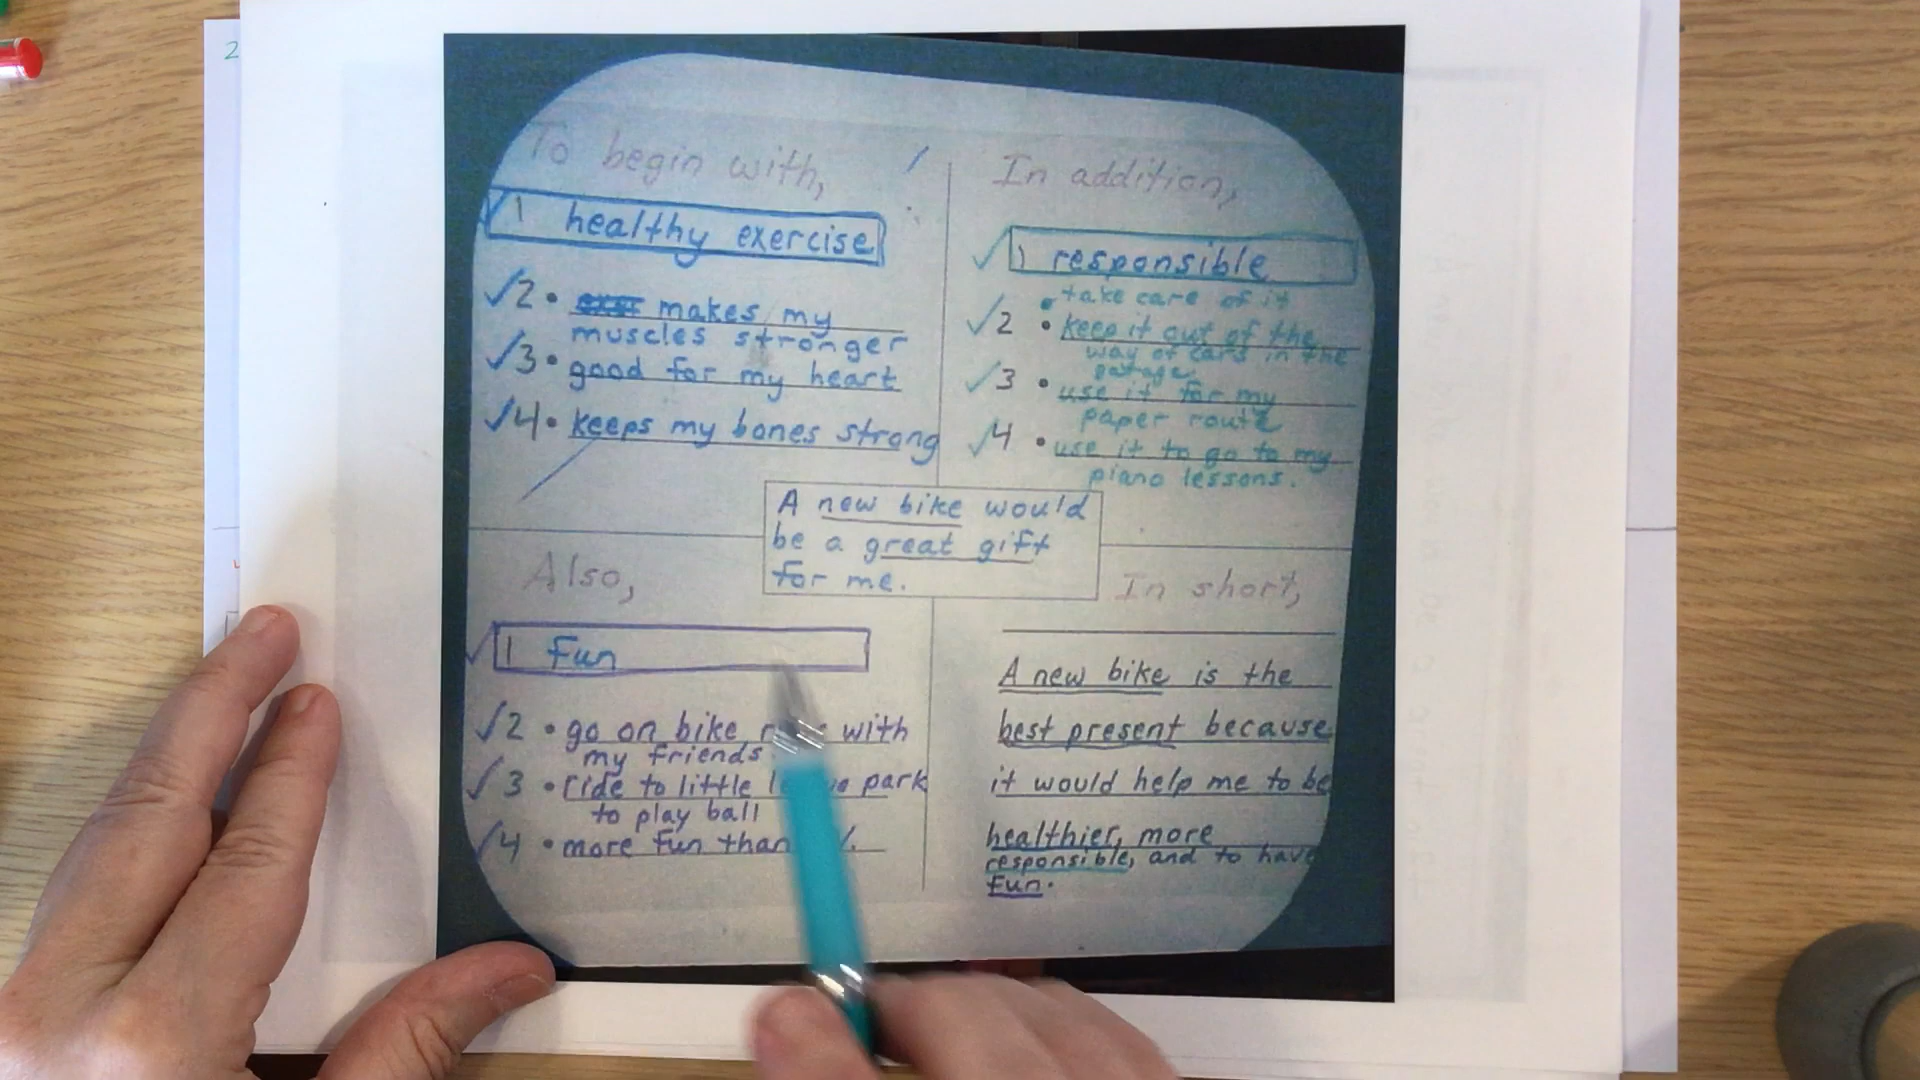 2
To begin with,
1 healthy exercise
✓2 • makes my
muscles stronger
✓3 • good for my heart
✓4 • keeps my bones strong
In addition,
✓ 1 responsible
• take care of it
✓2 • keep it out of the
way of cars in the
garage
✓3 • use it for my
paper route
✓4 • use it to go to my
piano lessons.
A new bike would
be a great gift
for me.
Also,
✓ 1 fun
✓2 • go on bike with
my friends
✓3 • ride to little park
to play ball
✓4 • more fun than
In short,
A new bike is the
best present because
it would help me to be
healthier, more
responsible, and to have
fun.